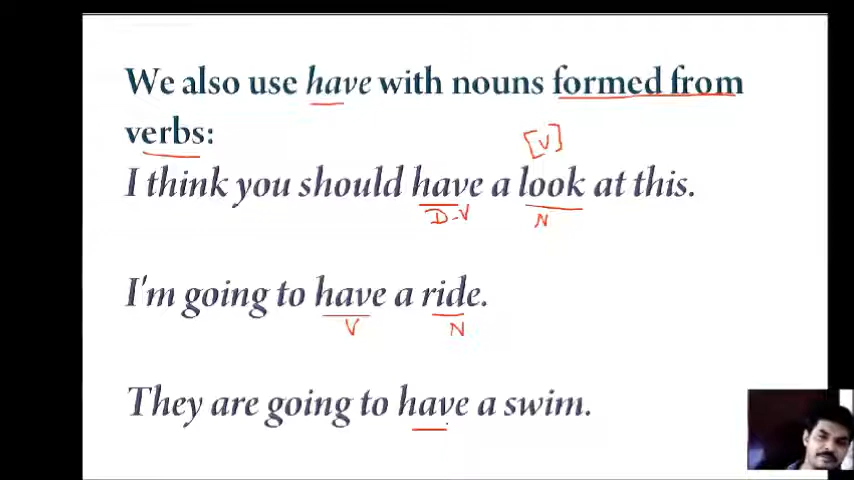 We also use have with nouns formed from
verbs:
[V]
I think you should have a look at this.
D-V N
I'm going to have a ride.
V N
They are going to have a swim.